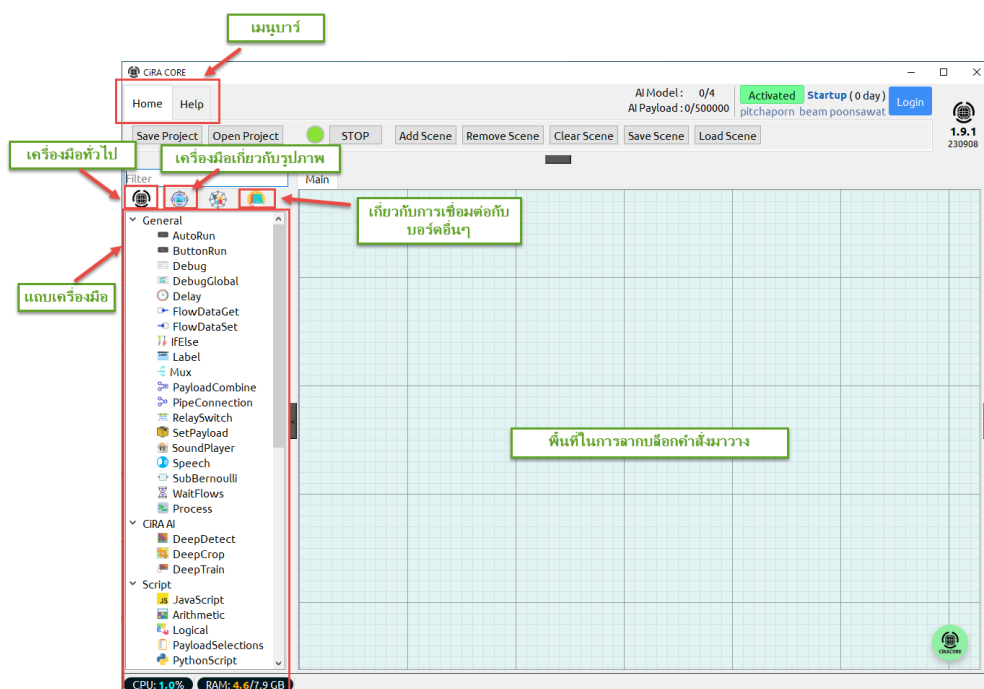 เมนูบาร์
CiRA CORE
Home Help
AI Model : 0/4
AI Payload : 0/500000
Activated Startup ( 0 day )
pitchaporn beam poonsawat
Login
1.9.1
230908
Save Project Open Project STOP Add Scene Remove Scene Clear Scene Save Scene Load Scene
เครื่องมือทั่วไป
เครื่องมือเกี่ยวกับรูปภาพ
Filter
Main
เกี่ยวกับการเชื่อมต่อกับ
บอร์ดอื่นๆ
แถบเครื่องมือ
General
AutoRun
ButtonRun
Debug
DebugGlobal
Delay
FlowDataGet
FlowDataSet
IfElse
Label
Mux
PayloadCombine
PipeConnection
RelaySwitch
SetPayload
SoundPlayer
Speech
SubBernoulli
WaitFlows
Process
CiRA AI
DeepDetect
DeepCrop
DeepTrain
Script
JS JavaScript
Arithmetic
Logical
PayloadSelections
PythonScript
พื้นที่ในการลากบล็อกคำสั่งมาวาง
CiRACORE
CPU: 1.0% RAM: 4.6/7.9 GB